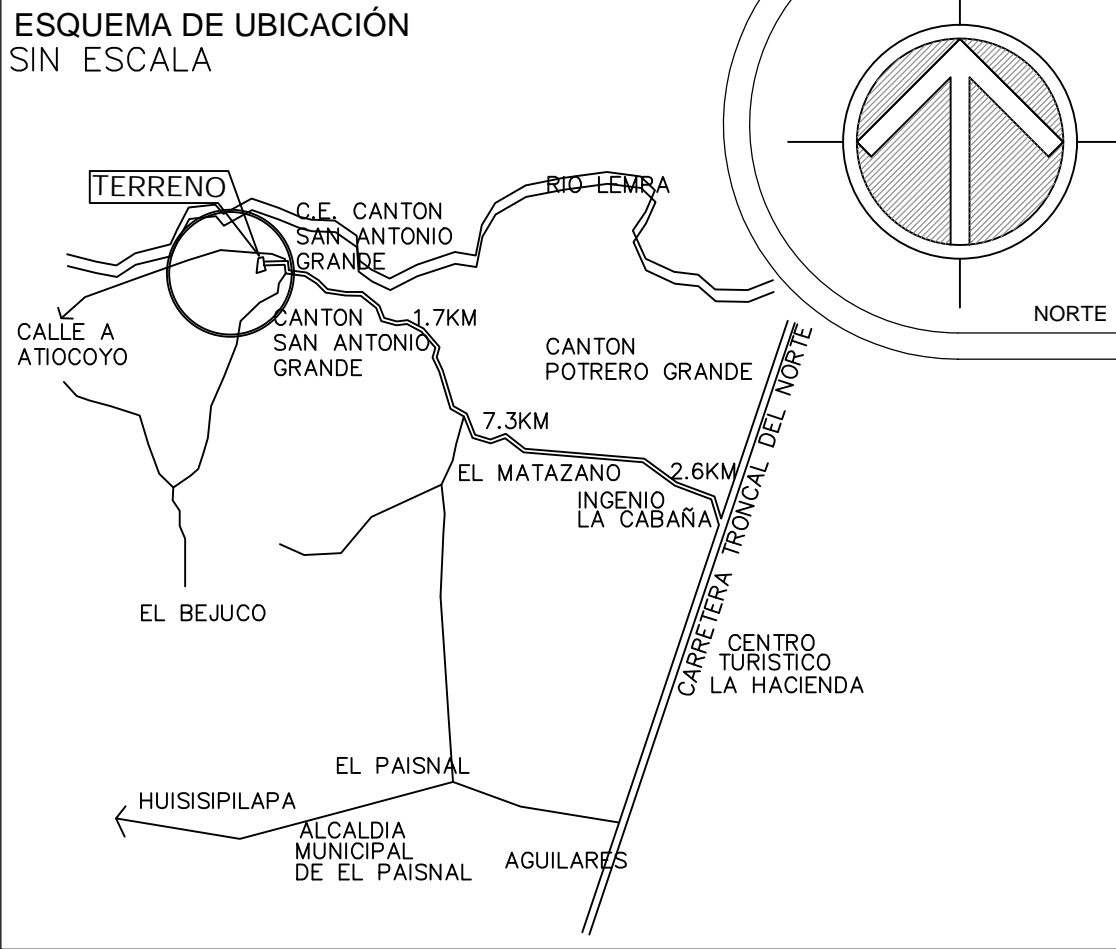 ESQUEMA DE UBICACIÓN
SIN ESCALA
TERRENO
RIO LEMPA
C.E. CANTON
SAN ANTONIO
GRANDE
NORTE
CALLE A
ATIOCOYO
CANTON
SAN ANTONIO
GRANDE
1.7KM
CANTON
POTRERO GRANDE
7.3KM
EL MATAZANO
2.6KM
INGENIO
LA CABAÑA
CARRETERA TRONCAL DEL NORTE
EL BEJUCO
CENTRO
TURISTICO
LA HACIENDA
EL PAISNAL
HUISISIPILAPA
ALCALDIA
MUNICIPAL
DE EL PAISNAL
AGUILARES